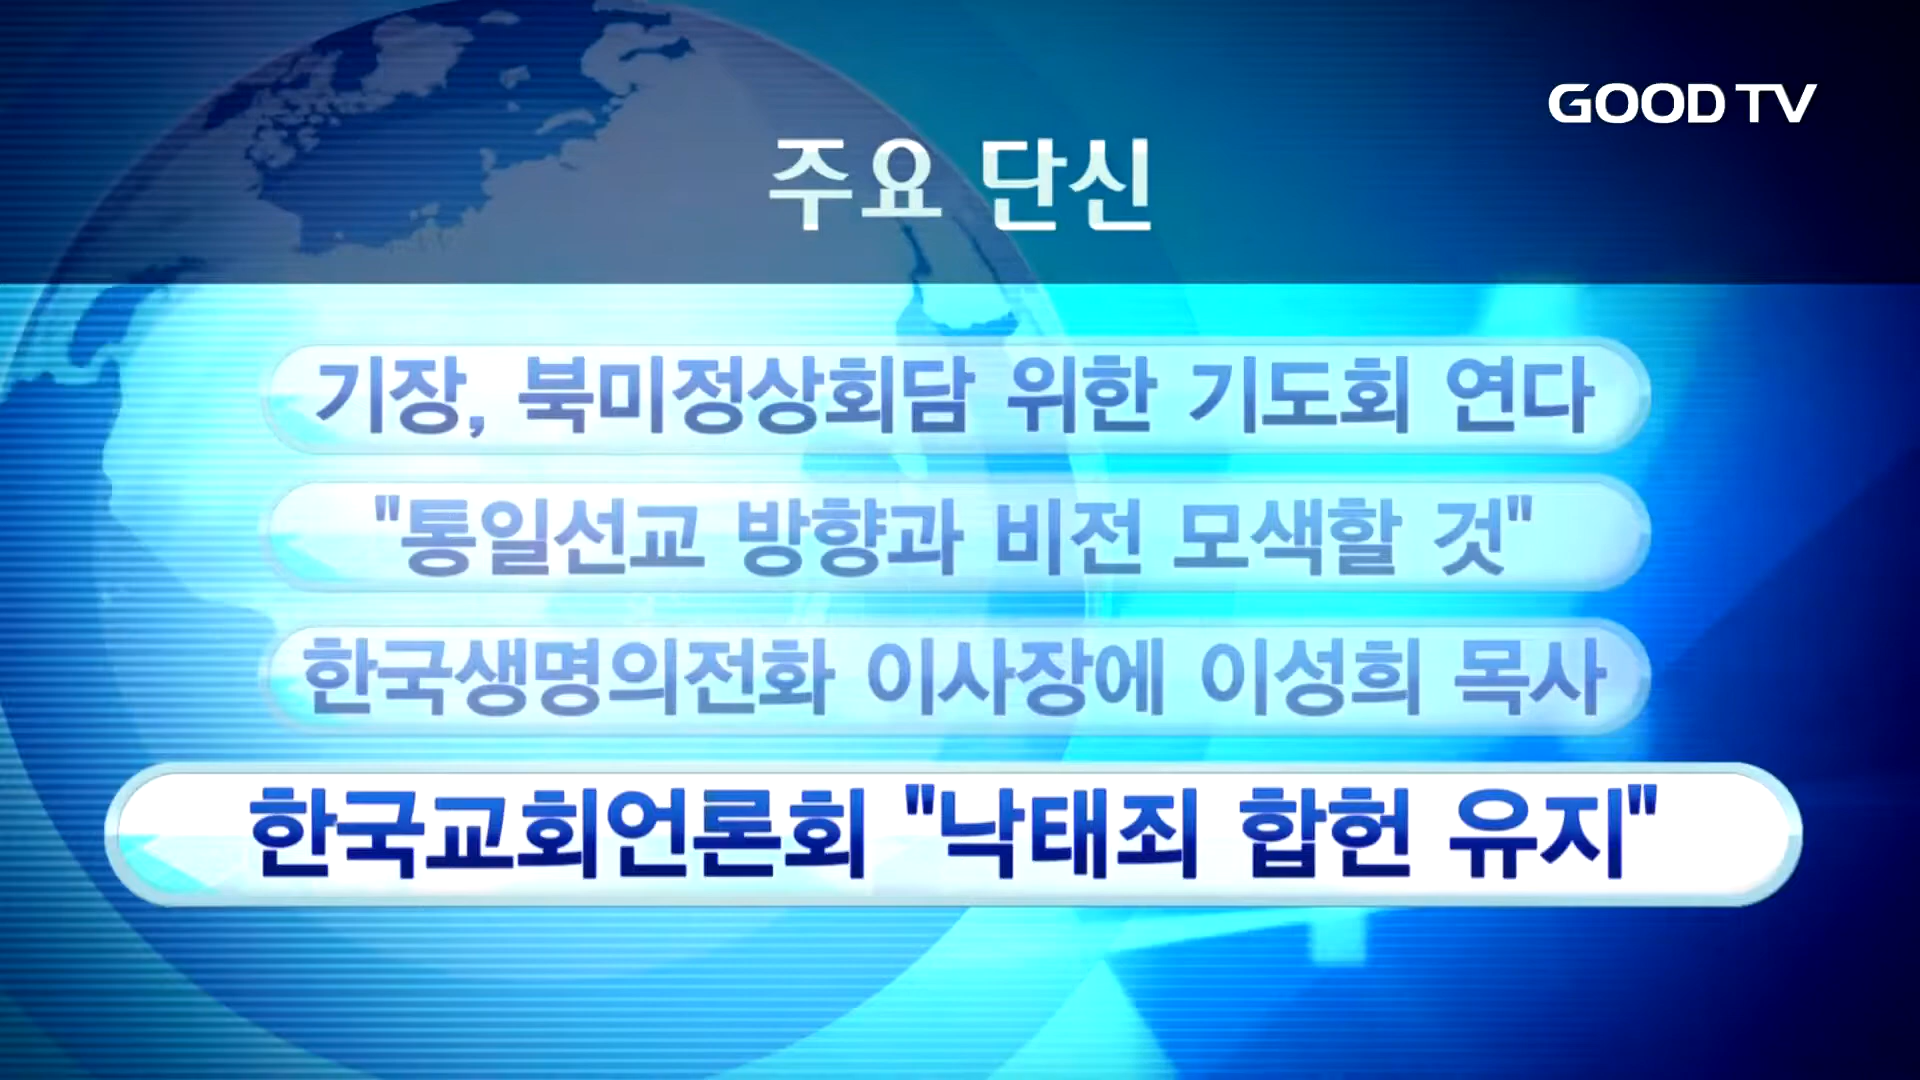 GOOD TV
주요 단신
기장, 북미정상회담 위한 기도회 연다
"통일선교 방향과 비전 모색할 것"
한국생명의전화 이사장에 이성희 목사
한국교회언론회 "낙태죄 합헌 유지"